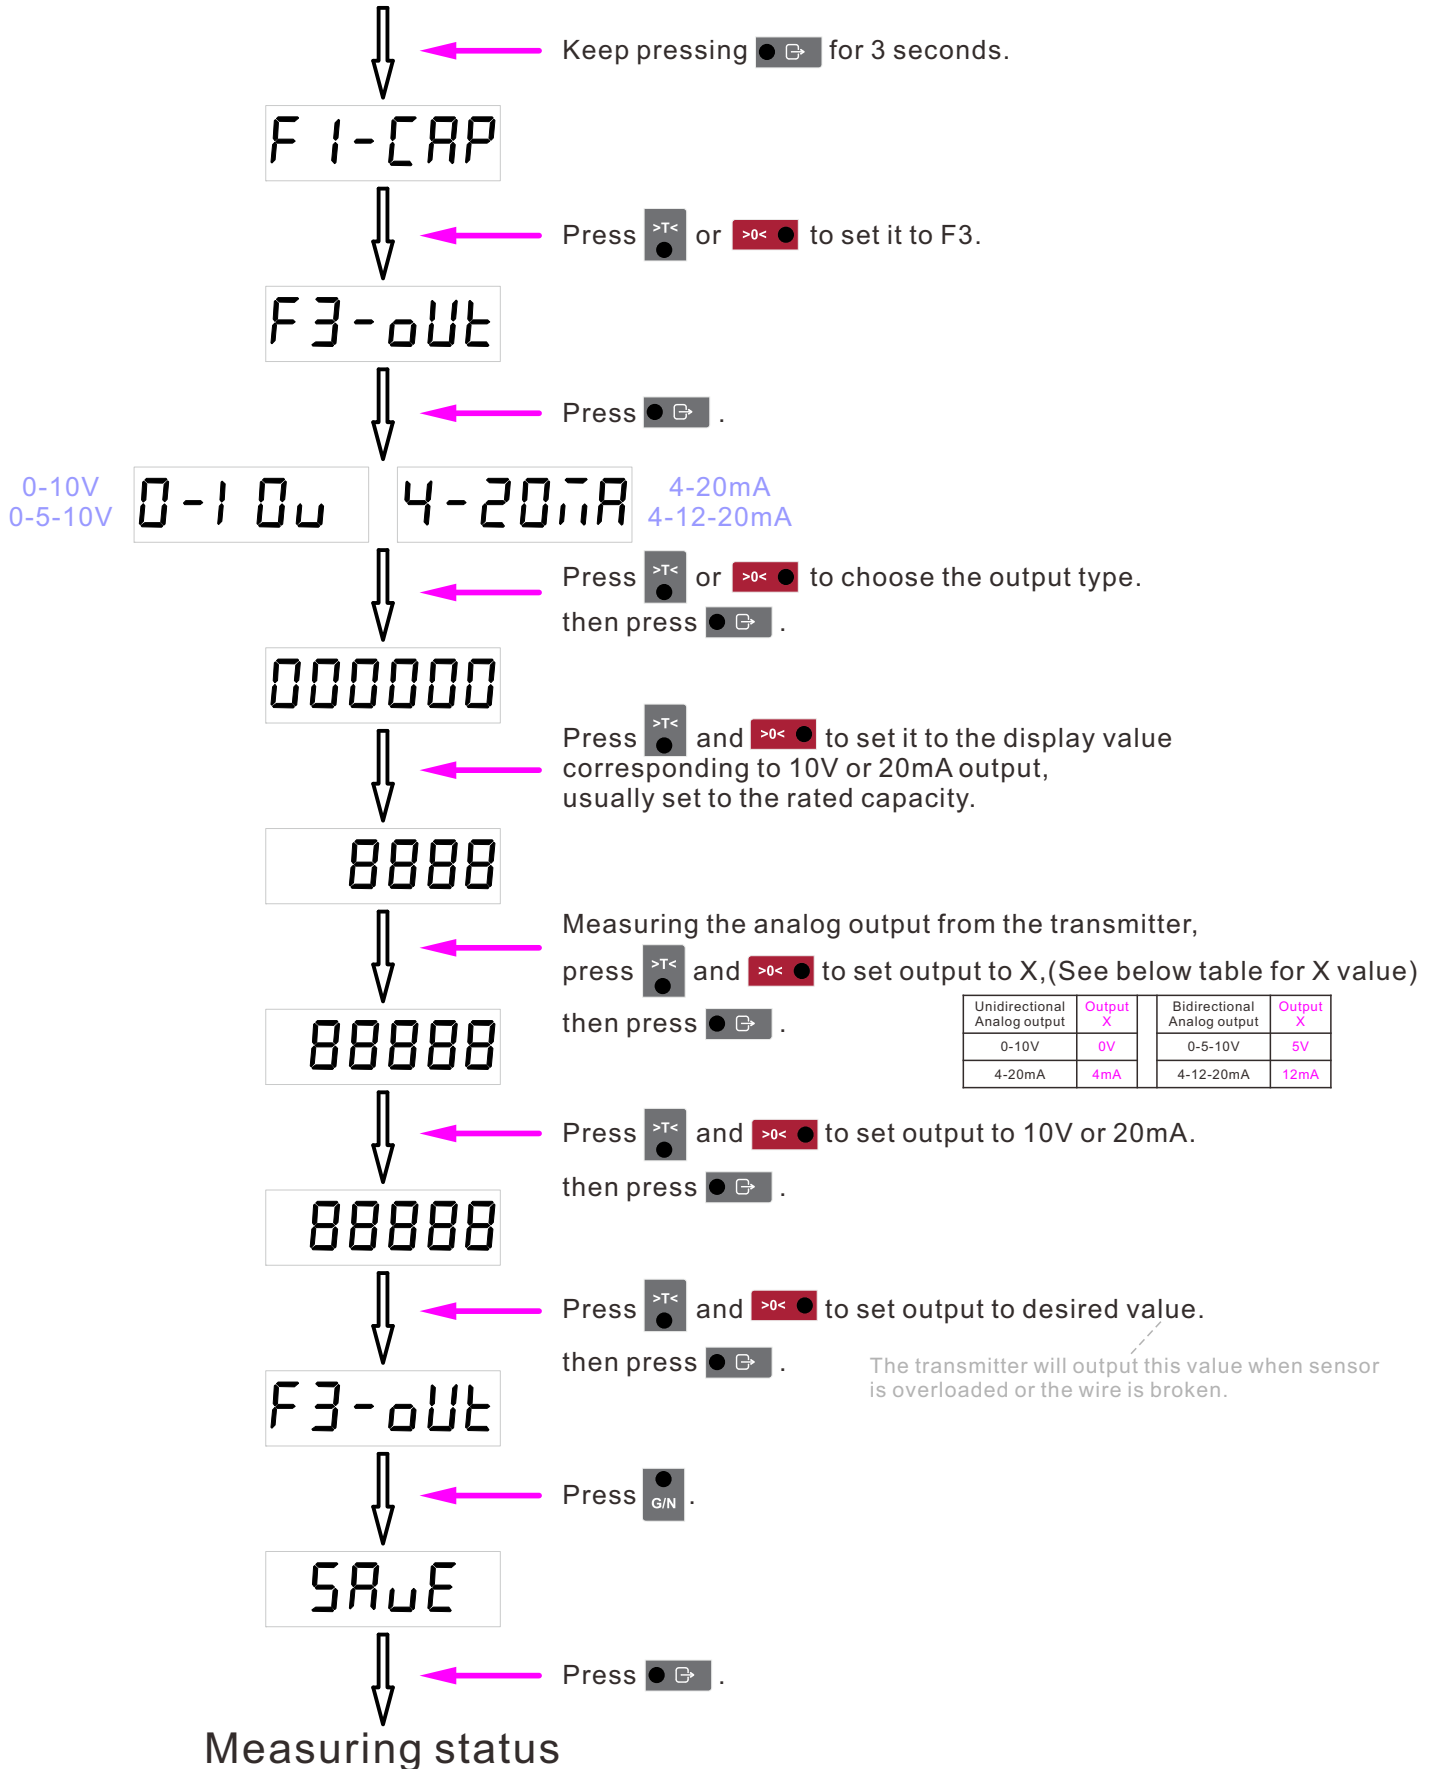 Keep pressing for 3 seconds.
F1-CAP
Press >T< or >0< to set it to F3.
F3-oUt
Press .
0-10V
0-5-10V
0-10v
4-20mA
4-20mA
4-12-20mA
Press >T< or >0< to choose the output type.
then press .
000000
Press >T< and >0< to set it to the display value
corresponding to 10V or 20mA output,
usually set to the rated capacity.
8888
Measuring the analog output from the transmitter,
press >T< and >0< to set output to X,(See below table for X value)
then press .
Unidirectional Analog output Output X Bidirectional Analog output Output X
0-10V 0V 0-5-10V 5V
4-20mA 4mA 4-12-20mA 12mA
88888
Press >T< and >0< to set output to 10V or 20mA.
then press .
88888
Press >T< and >0< to set output to desired value.
then press .
The transmitter will output this value when sensor
is overloaded or the wire is broken.
F3-oUt
Press G/N .
SAvE
Press .
Measuring status